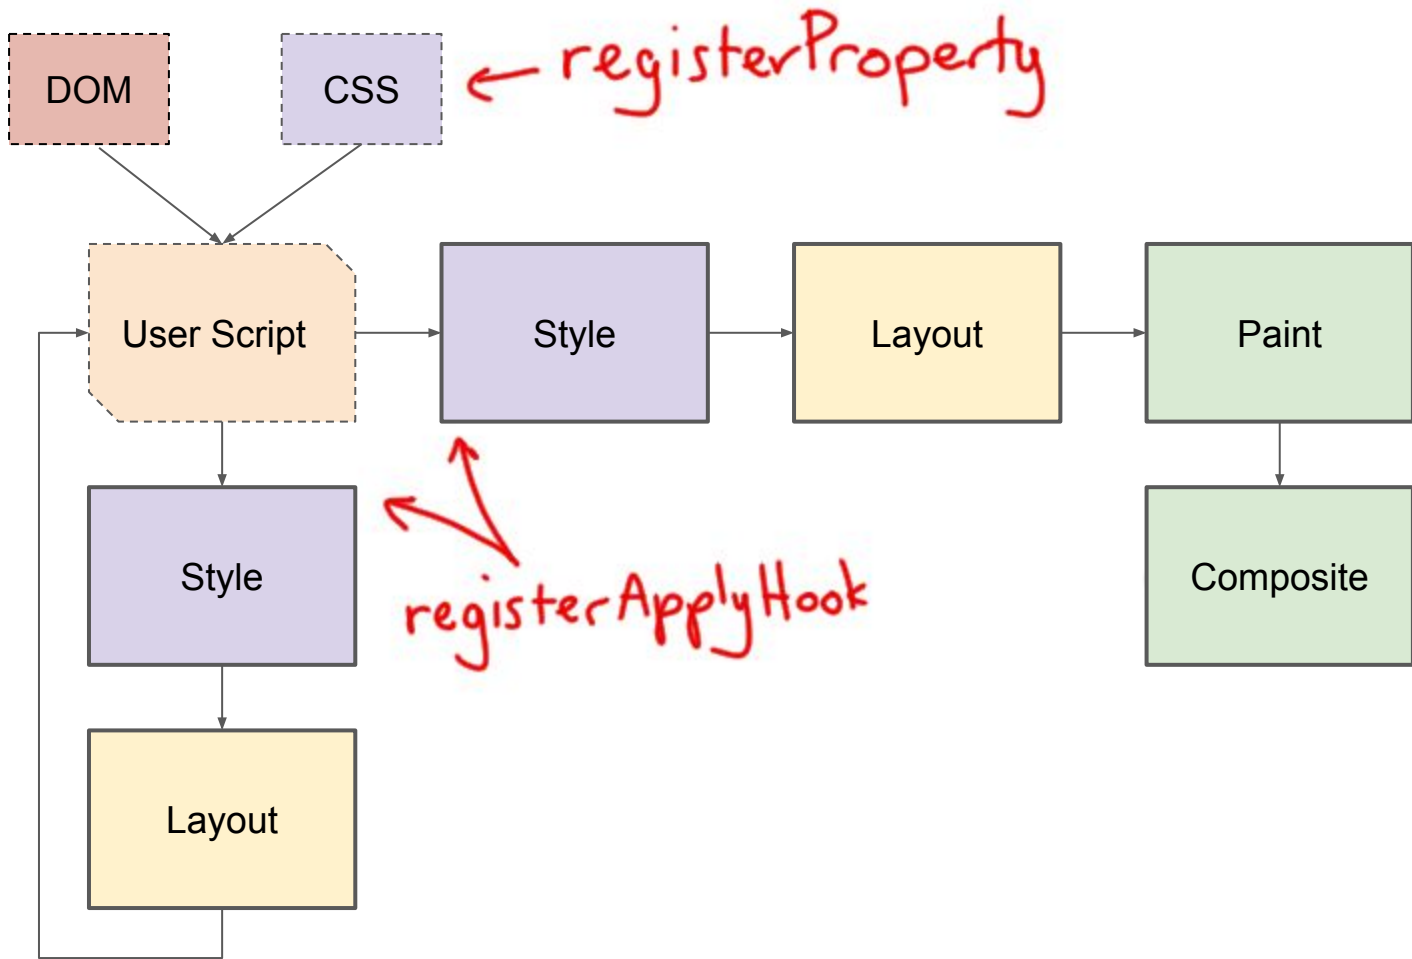 registerProperty
DOM
CSS
User Script
Style
Layout
Paint
Style
Composite
registerApplyHook
Layout